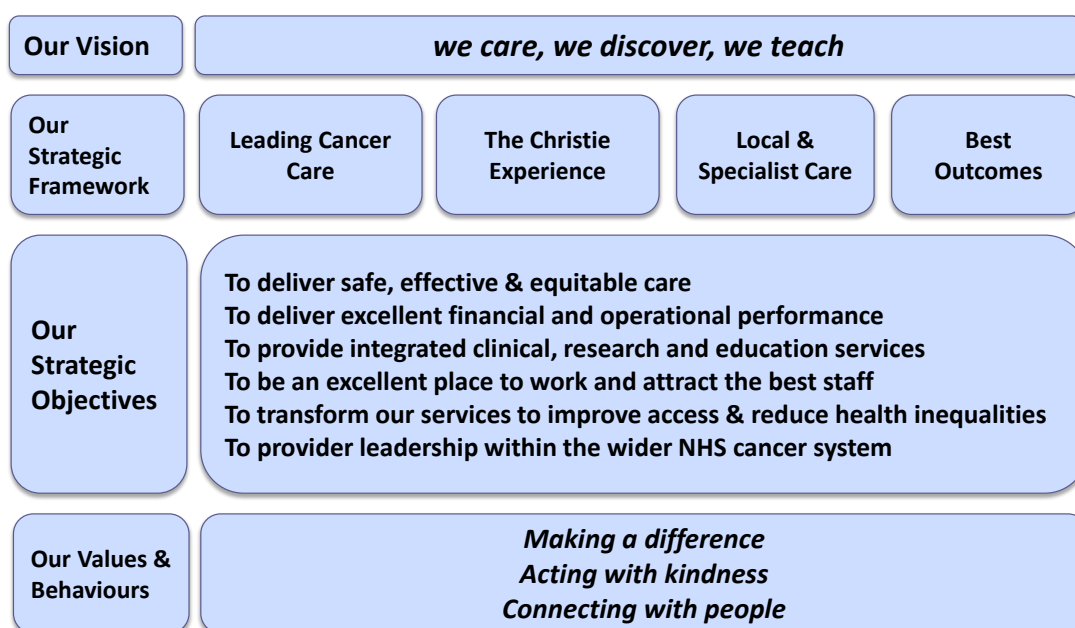 Our Vision
we care, we discover, we teach
Our
Strategic
Framework
Leading Cancer
Care
The Christie
Experience
Local &
Specialist Care
Best
Outcomes
Our
Strategic
Objectives
To deliver safe, effective & equitable care
To deliver excellent financial and operational performance
To provide integrated clinical, research and education services
To be an excellent place to work and attract the best staff
To transform our services to improve access & reduce health inequalities
To provider leadership within the wider NHS cancer system
Our Values &
Behaviours
Making a difference
Acting with kindness
Connecting with people